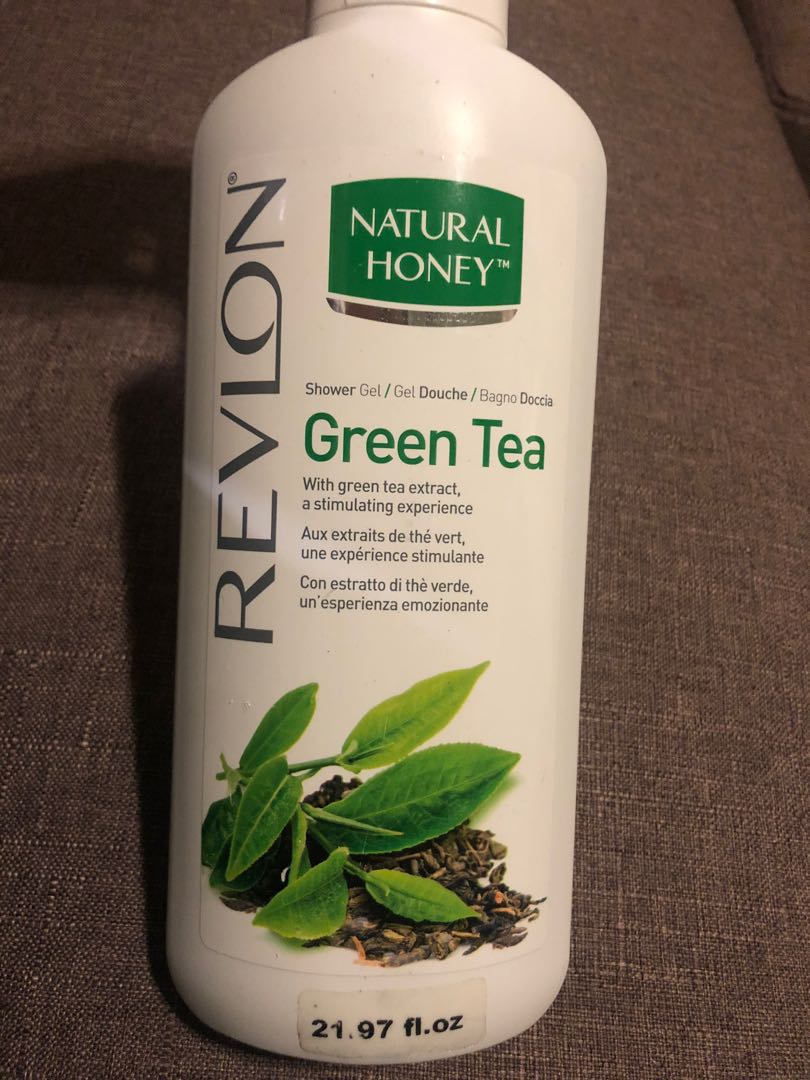 REVLON®
NATURAL
HONEY™
Shower Gel / Gel Douche / Bagno Doccia
Green Tea
With green tea extract,
a stimulating experience
Aux extraits de thé vert,
une expérience stimulante
Con estratto di thè verde,
un'esperienza emozionante
21.97 fl.oz